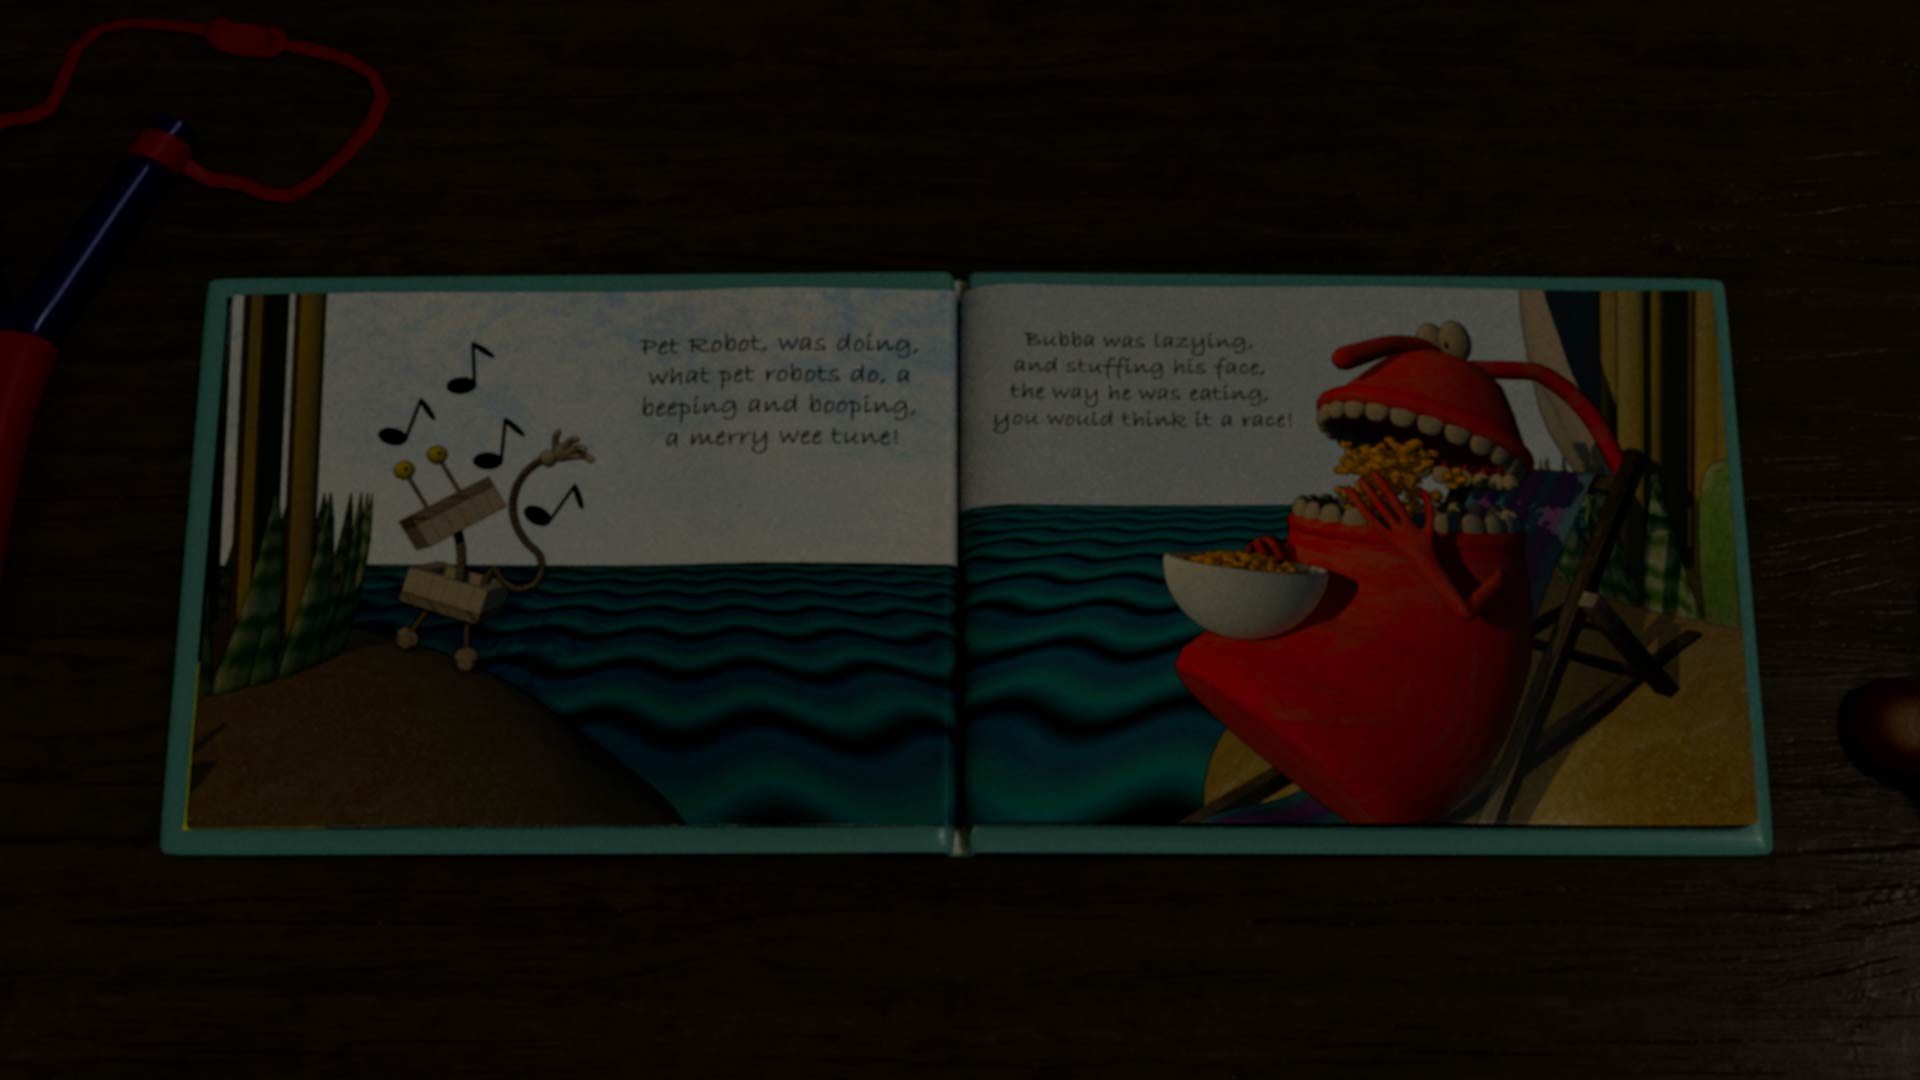 Pet Robot, was doing,
what pet robots do, a
beeping and booping,
a merry wee tune!
Bubba was lazying,
and stuffing his face,
the way he was eating,
you would think it a race!